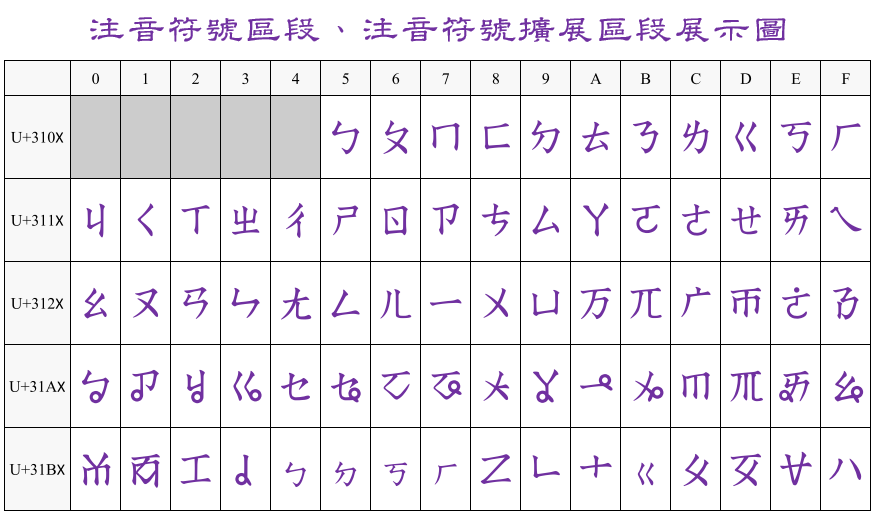 注音符號區段、注音符號擴展區段展示圖
0 1 2 3 4 5 6 7 8 9 A B C D E F
U+310X ㄅ ㄆ ㄇ ㄈ ㄉ ㄊ ㄋ ㄌ ㄍ ㄎ ㄏ
U+311X ㄐ ㄑ ㄒ ㄓ ㄔ ㄕ ㄖ ㄗ ㄘ ㄙ ㄚ ㄛ ㄜ ㄝ ㄞ ㄟ
U+312X ㄠ ㄡ ㄢ ㄣ ㄤ ㄥ ㄦ ㄧ ㄨ ㄩ ㄪ ㄫ ㄬ ㄭ ㄮ ㄯ
U+31AX ㆠ ㆡ ㆢ ㆣ ㆤ ㆥ ㆦ ㆧ ㆨ ㆩ ㆪ ㆫ ㆬ ㆭ ㆮ ㆯ
U+31BX ㆰ ㆱ ㆲ ㆳ ㆴ ㆵ ㆶ ㆷ ㆸ ㆹ ㆺ ㆻ ㆼ ㆽ ㆾ ㆿ